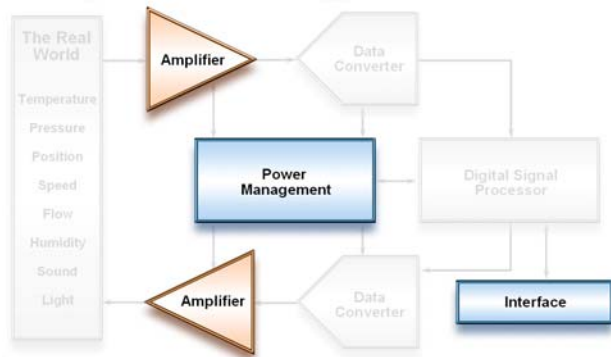 The Real
World
Temperature
Pressure
Position
Speed
Flow
Humidity
Sound
Light
Amplifier
Data
Converter
Power
Management
Digital Signal
Processor
Amplifier
Data
Converter
Interface